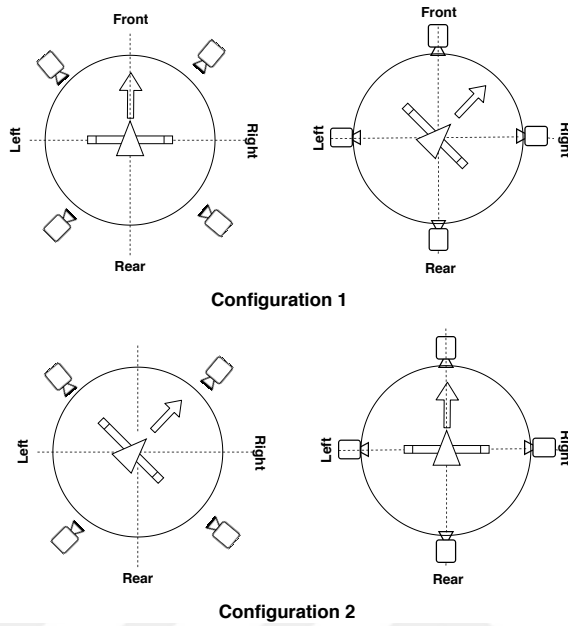 Front
Front
Left
Right
Left
Right
Rear
Rear
Configuration 1
Left
Right
Left
Right
Rear
Rear
Configuration 2